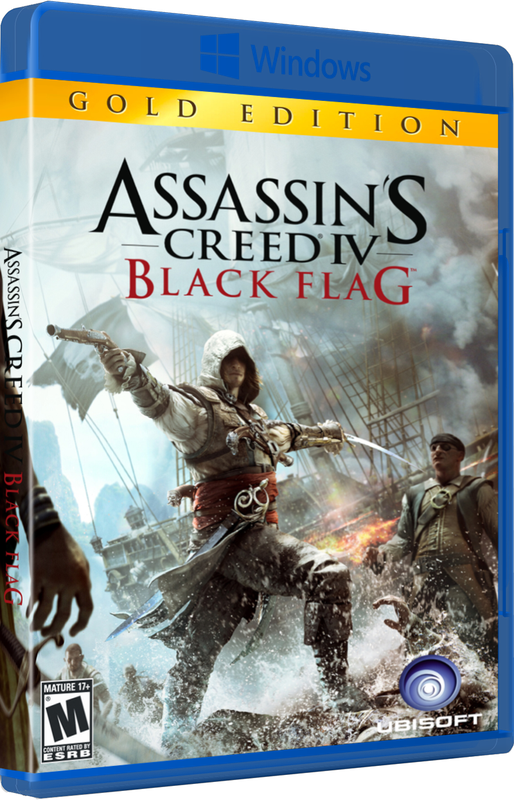 Windows
GOLD EDITION
ASSASSIN'S
CREED® IV
BLACK FLAG™
ASSASSIN'S CREED IV BLACK FLAG
MATURE 17+
M
CONTENT RATED BY
ESRB
UBISOFT